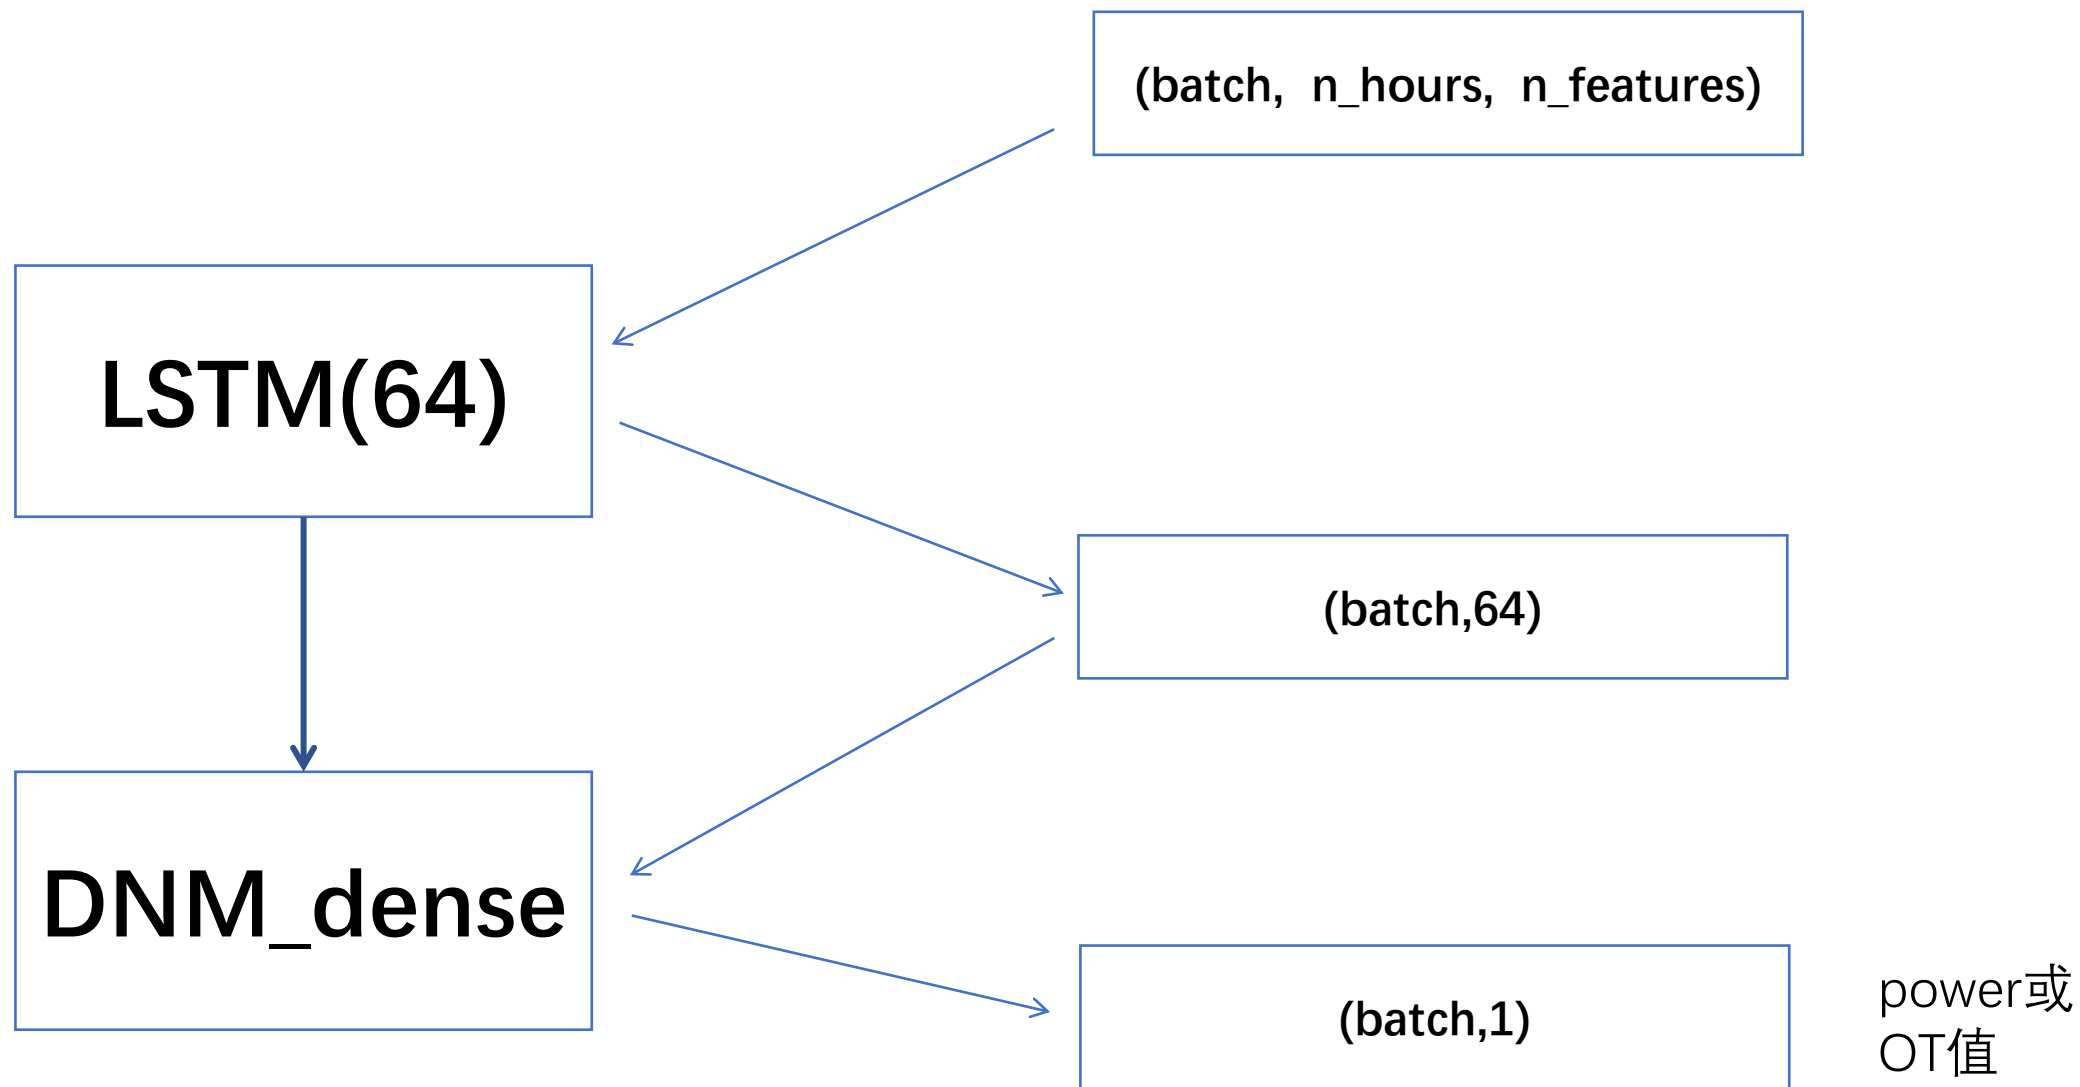 (batch, n_hours, n_features)
LSTM(64)
(batch,64)
DNM_dense
(batch,1)
power或
OT值